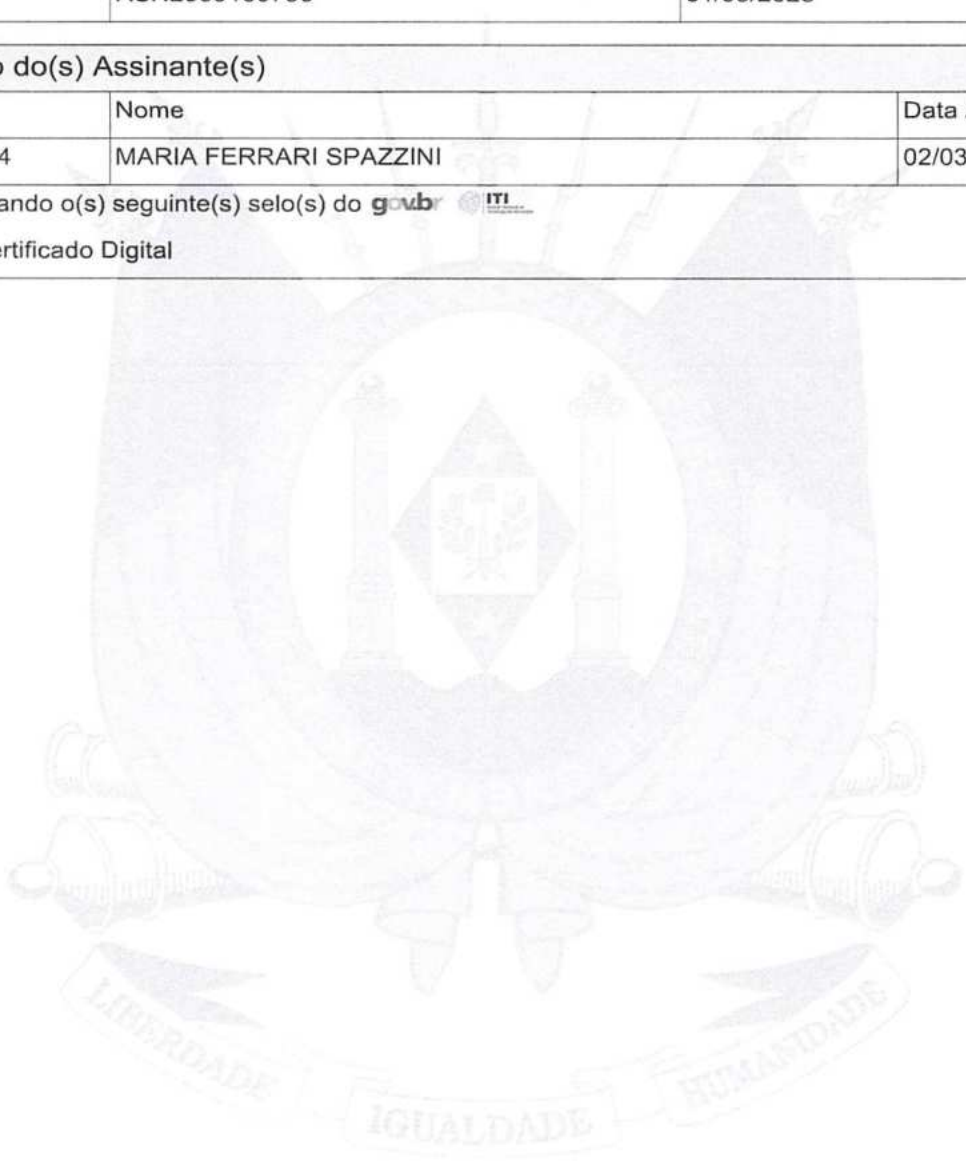 o do(s) Assinante(s)
Nome Data
4 MARIA FERRARI SPAZZINI 02/03
ando o(s) seguinte(s) selo(s) do gov.br ITI
ertificado Digital
LIBERDADE IGUALDADE HUMANIDADE